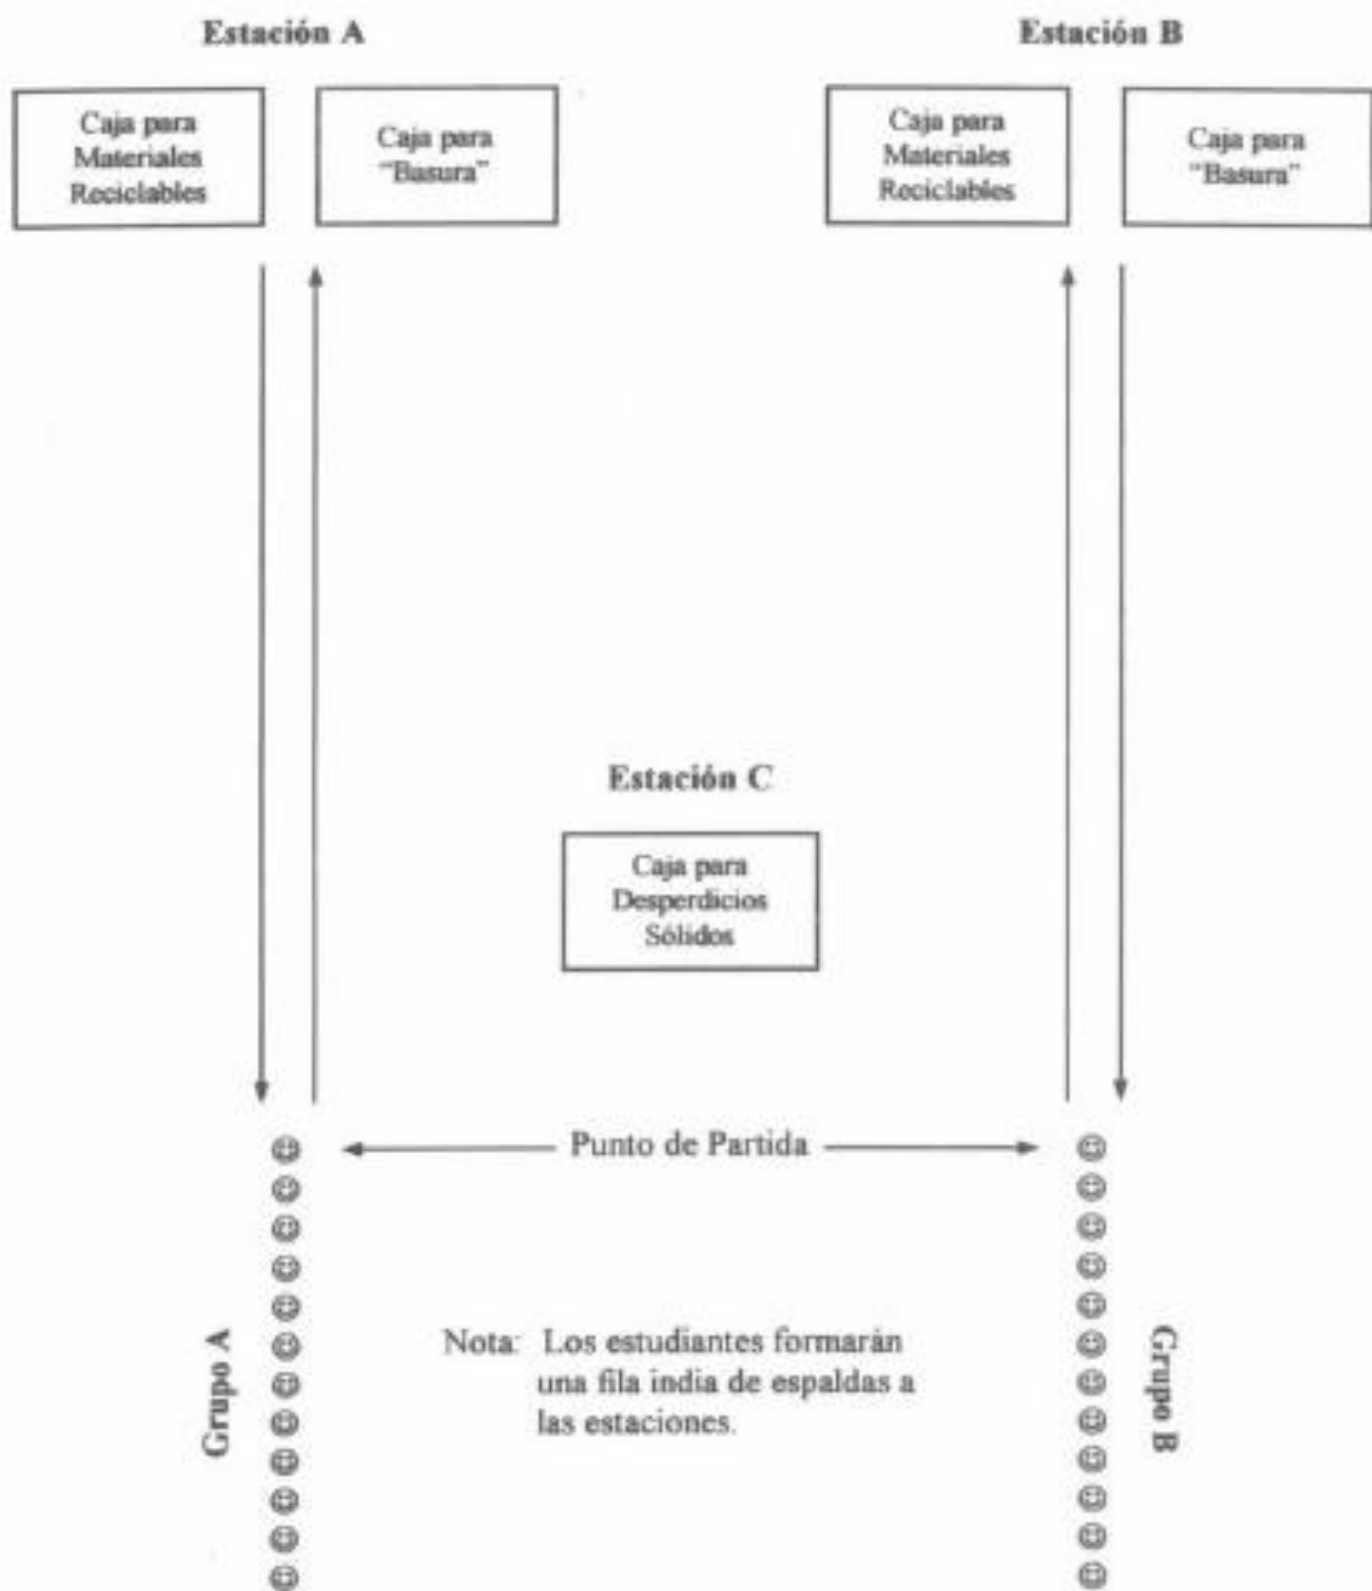 Estación A
Estación B
Caja para
Materiales
Reciclables
Caja para
"Basura"
Caja para
Materiales
Reciclables
Caja para
"Basura"
Estación C
Caja para
Desperdicios
Sólidos
Punto de Partida
Grupo A
Nota: Los estudiantes formarán
una fila india de espaldas a
las estaciones.
Grupo B